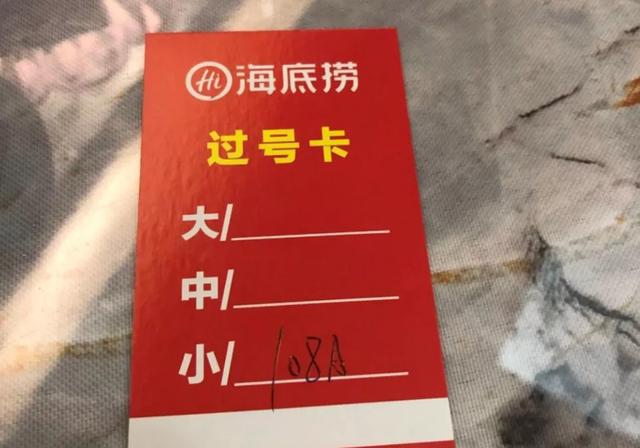 Hi 海底捞
过号卡
大/
中/
小/ 108A